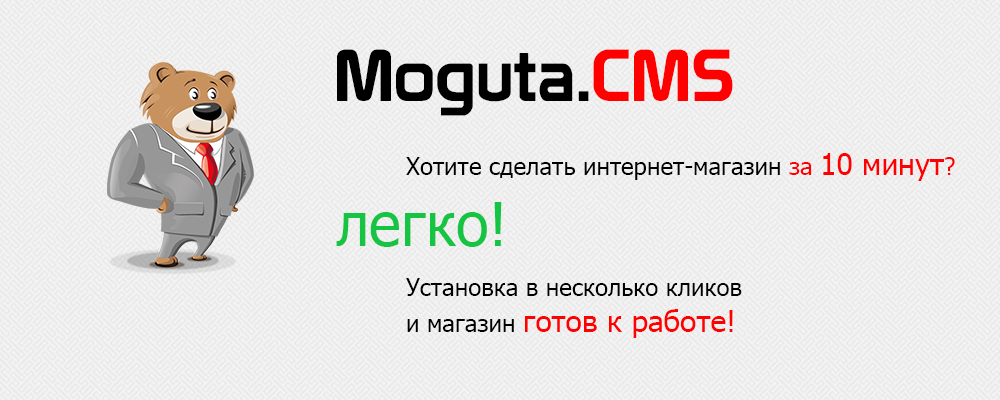 Moguta.CMS
Хотите сделать интернет-магазин за 10 минут?
легко!
Установка в несколько кликов
и магазин готов к работе!